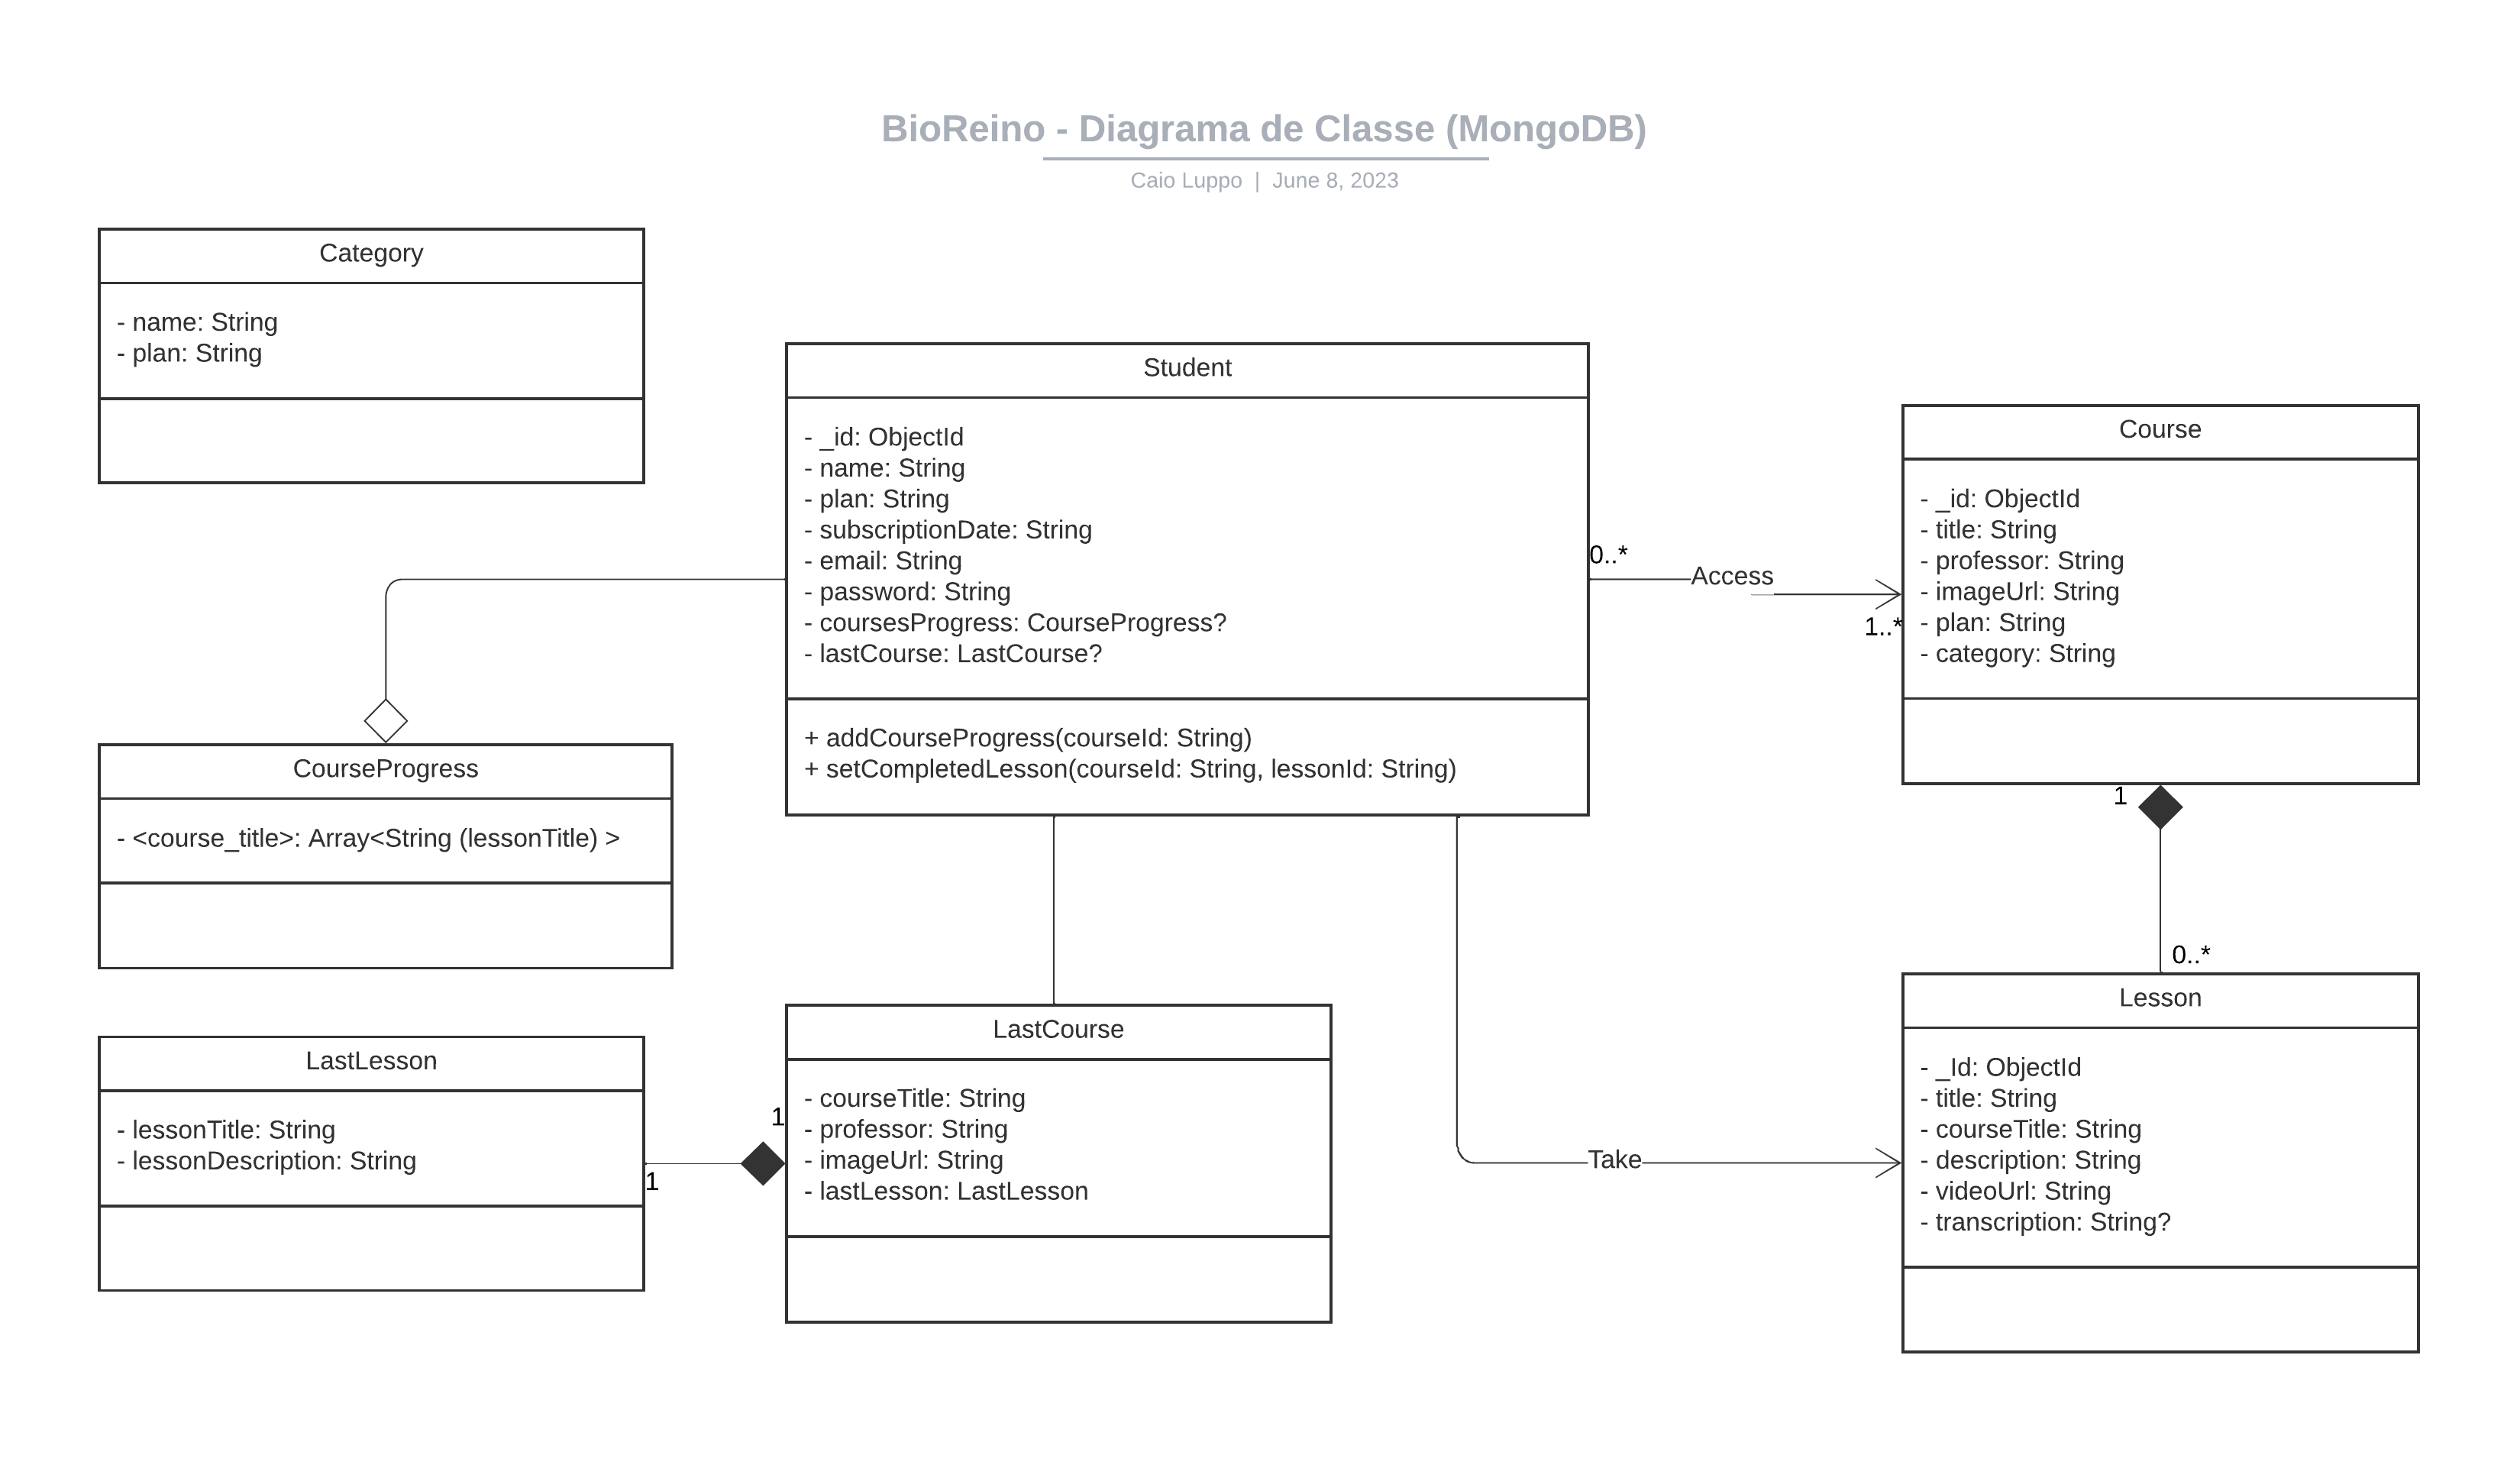 BioReino - Diagrama de Classe (MongoDB)
Caio Luppo | June 8, 2023
Category
- name: String
- plan: String
Student
- _id: ObjectId
- name: String
- plan: String
- subscriptionDate: String
- email: String
- password: String
- coursesProgress: CourseProgress?
- lastCourse: LastCourse?
+ addCourseProgress(courseId: String)
+ setCompletedLesson(courseId: String, lessonId: String)
0..*
Access
1..*
Course
- _id: ObjectId
- title: String
- professor: String
- imageUrl: String
- plan: String
- category: String
1
0..*
CourseProgress
- <course_title>: Array<String (lessonTitle) >
LastLesson
- lessonTitle: String
- lessonDescription: String
1
1
LastCourse
- courseTitle: String
- professor: String
- imageUrl: String
- lastLesson: LastLesson
Take
Lesson
- _Id: ObjectId
- title: String
- courseTitle: String
- description: String
- videoUrl: String
- transcription: String?